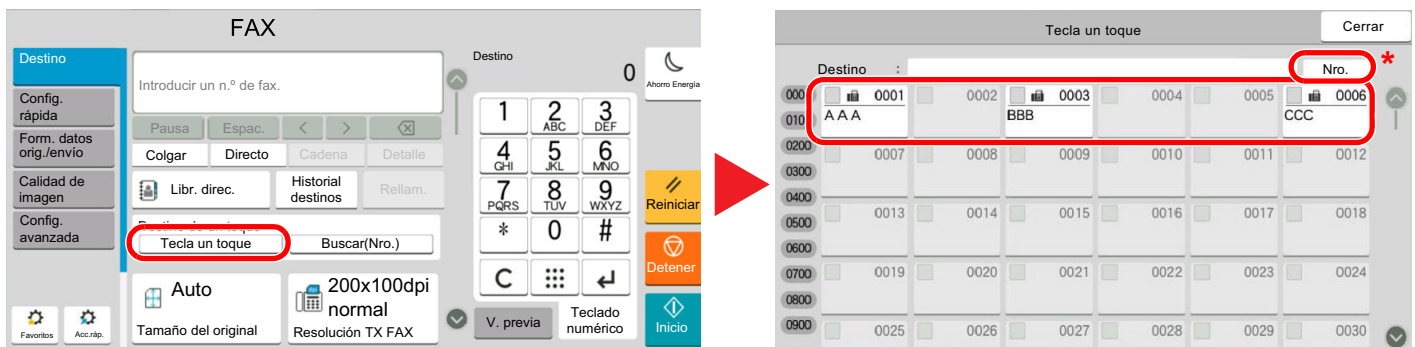 FAX
Destino
Config.
rápida
Form. datos
orig./envío
Calidad de
imagen
Config.
avanzada
Favoritos
Acc.ráp.
Introducir un n.º de fax.
Pausa
Espac.
Colgar
Directo
Cadena
Detalle
Libr. direc.
Historial
destinos
Rellam.
Tecla un toque
Buscar(Nro.)
Auto
Tamaño del original
200x100dpi
normal
Resolución TX FAX
Destino
0
1
2
ABC
3
DEF
4
GHI
5
JKL
6
MNO
7
PQRS
8
TUV
9
WXYZ
*
0
#
C
V. previa
Teclado
numérico
Ahorro Energia
Reiniciar
Detener
Inicio
Tecla un toque
Cerrar
Destino :
Nro.
*
0100
0200
0300
0400
0500
0600
0700
0800
0900
0001
A A A
0002
0003
BBB
0004
0005
0006
CCC
0007
0008
0009
0010
0011
0012
0013
0014
0015
0016
0017
0018
0019
0020
0021
0022
0023
0024
0025
0026
0027
0028
0029
0030